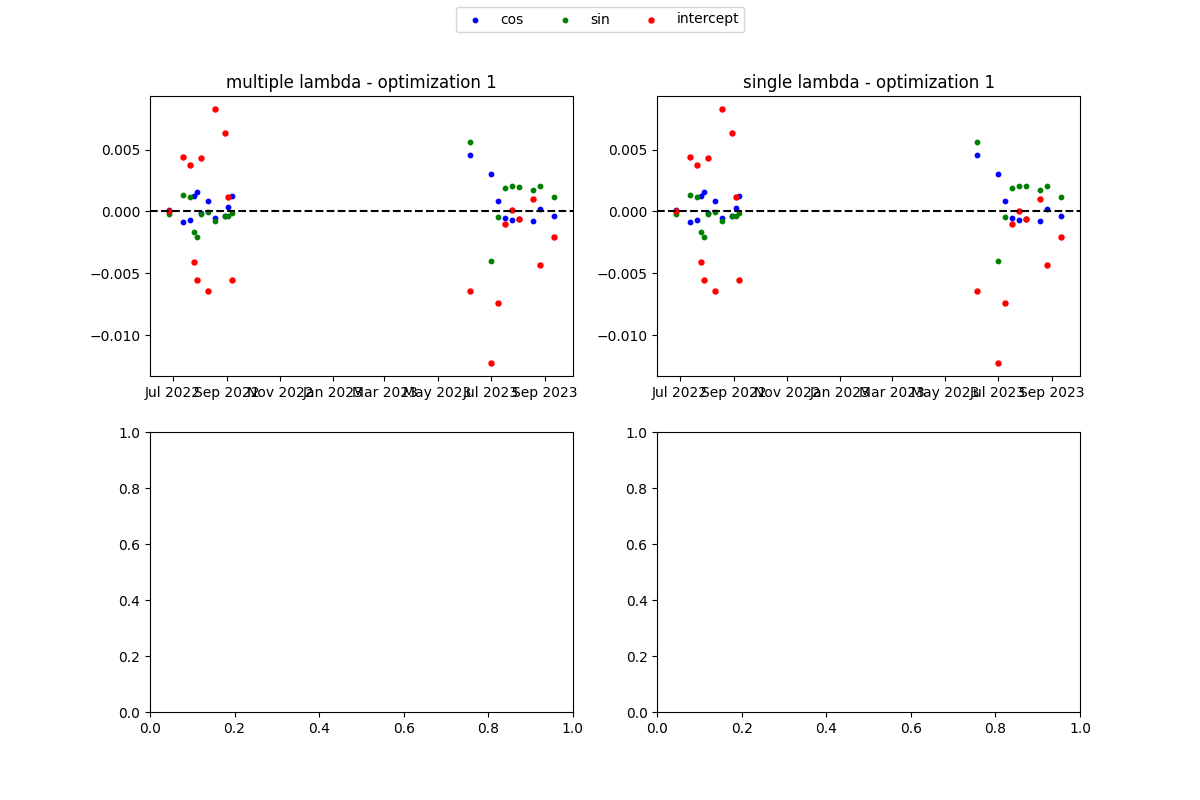 cos sin intercept
multiple lambda - optimization 1
0.005
0.000
−0.005
−0.010
Jul 2022 Sep 2022 Nov 2022 Jan 2023 Mar 2023 May 2023 Jul 2023 Sep 2023
single lambda - optimization 1
0.005
0.000
−0.005
−0.010
Jul 2022 Sep 2022 Nov 2022 Jan 2023 Mar 2023 May 2023 Jul 2023 Sep 2023
1.0
0.8
0.6
0.4
0.2
0.0
0.0 0.2 0.4 0.6 0.8 1.0
1.0
0.8
0.6
0.4
0.2
0.0
0.0 0.2 0.4 0.6 0.8 1.0